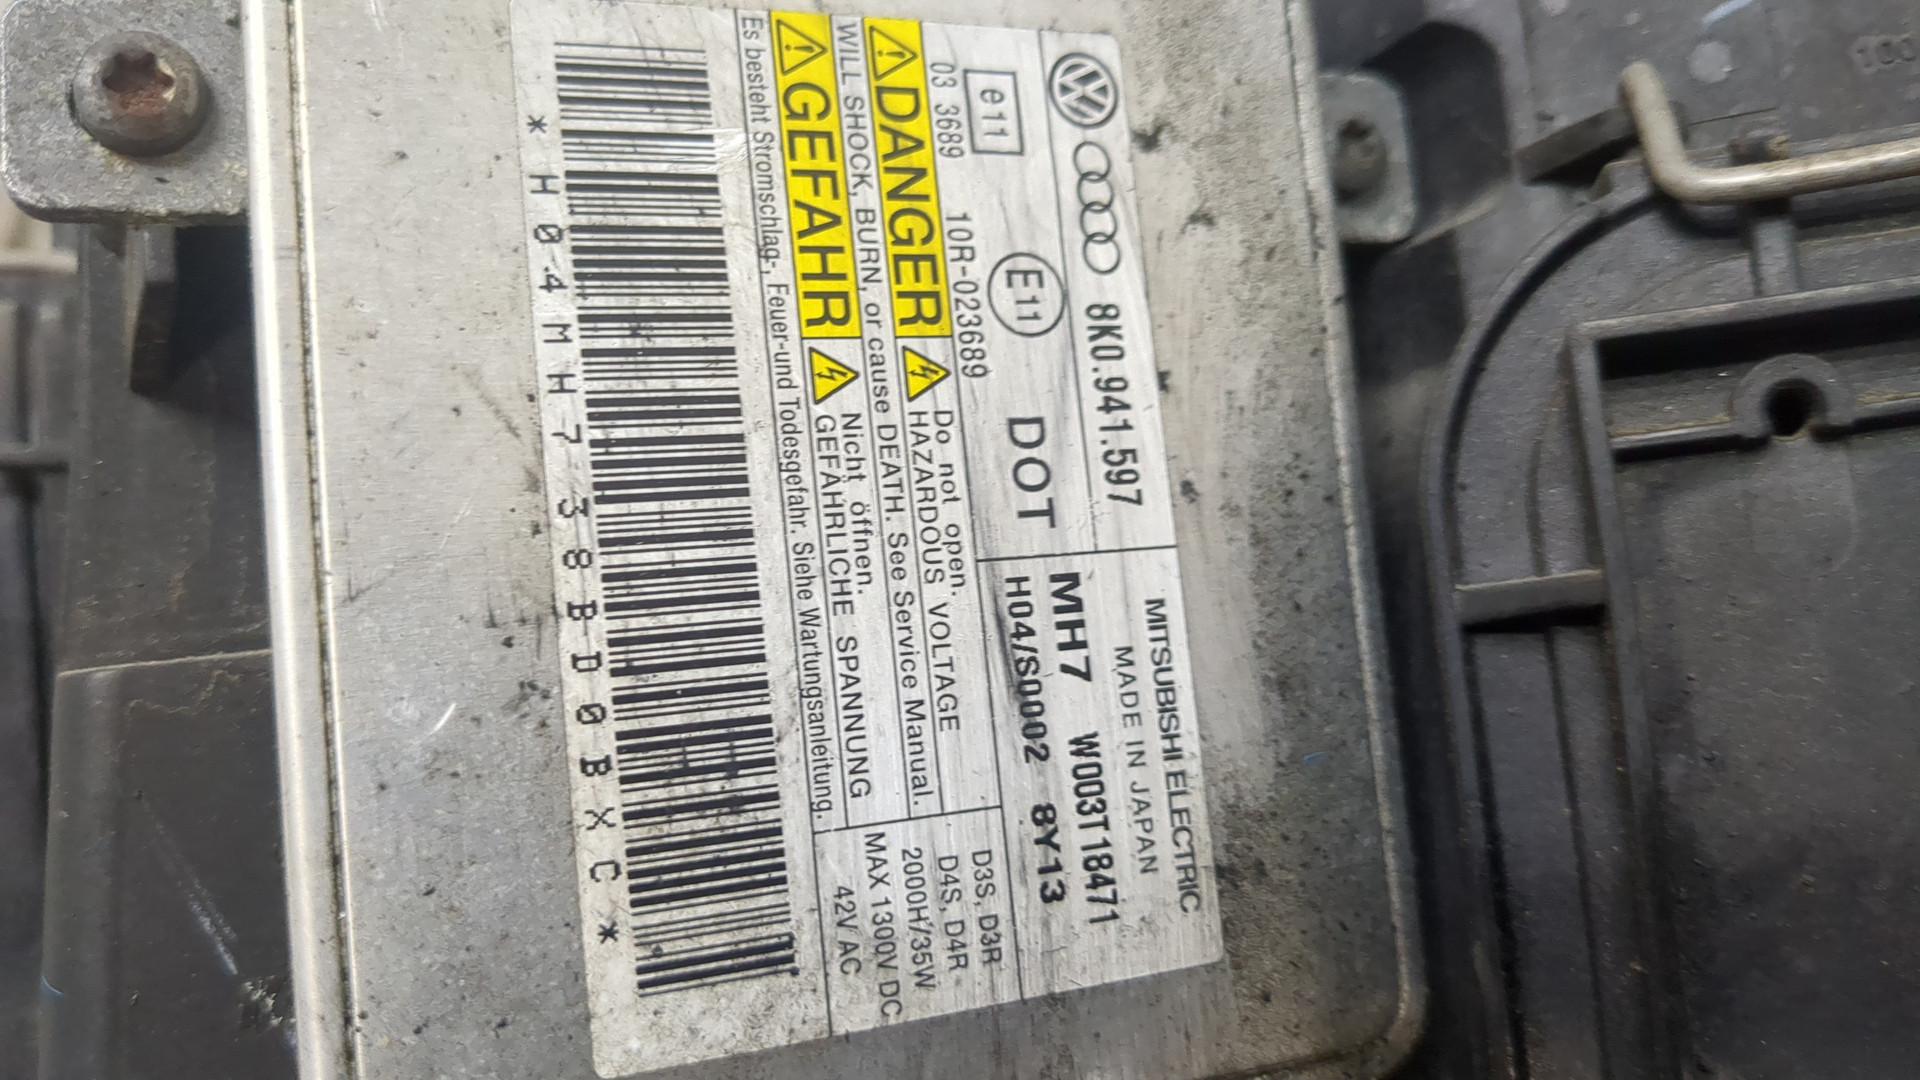 8K0.941.597
MITSUBISHI ELECTRIC
MADE IN JAPAN
e11
E11
DOT
MH7 W003T18471
H04/S0002 8Y13
03 3689 10R-023689
DANGER
Do not open.
HAZARDOUS VOLTAGE
WILL SHOCK, BURN, or cause DEATH. See Service Manual.
GEFAHR
Nicht öffnen.
GEFÄHRLICHE SPANNUNG
Es besteht Stromschlag-, Feuer-und Todesgefahr. Siehe Wartungsanleitung.
D3S, D3R
D4S, D4R
2000H/35W
MAX 1300V DC
42V AC
*H04MH738BD0BXC*